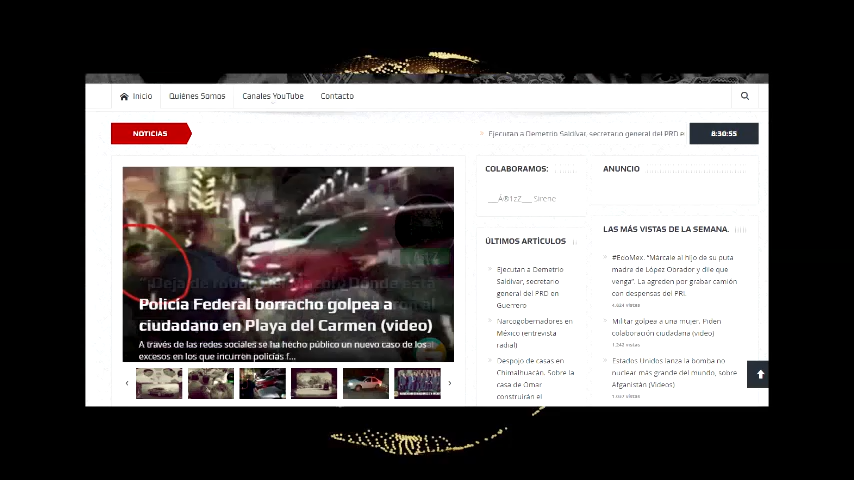 Inicio
Quiénes Somos
Canales YouTube
Contacto
NOTICIAS
Ejecutan a Demetrio Saldívar, secretario general del PRD e
8:30:55
Policía Federal borracho golpea a
ciudadano en Playa del Carmen (video)
A través de las redes sociales se ha hecho público un nuevo caso de los
excesos en los que incurren policías f...
COLABORAMOS:
Sirene
ÚLTIMOS ARTÍCULOS
Ejecutan a Demetrio
Saldívar, secretario
general del PRD en
Guerrero
Narcogobernadores en
México (entrevista
radial)
Despojo de casas en
Chimalhuacán. Sobre la
casa de Omar
construirán el
ANUNCIO
LAS MÁS VISTAS DE LA SEMANA.
#EdoMex. "Márcale al hijo de su puta
madre de López Obrador y dile que
venga". La agreden por grabar camión
con despensas del PRI.
Militar golpea a una mujer. Piden
colaboración ciudadana (video)
Estados Unidos lanza la bomba no
nuclear más grande del mundo, sobre
Afganistán (Videos)